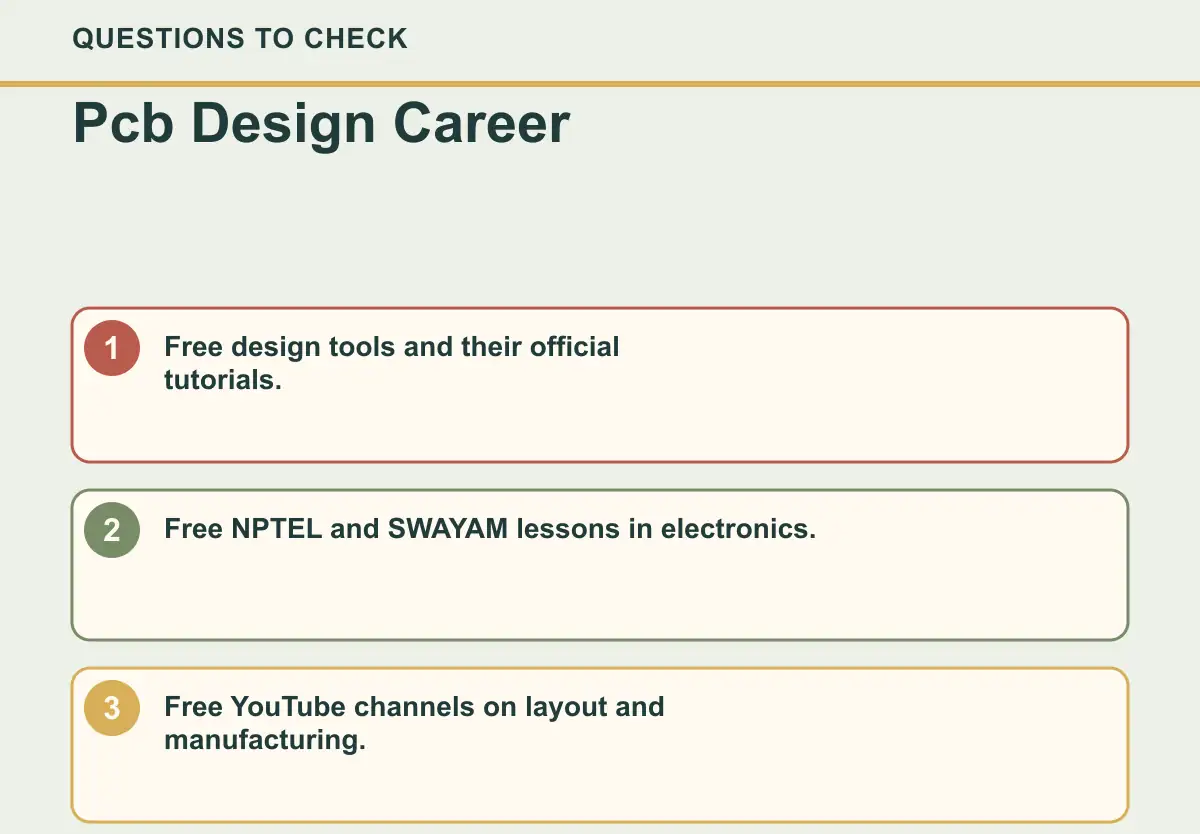 QUESTIONS TO CHECK
Pcb Design Career
1
Free design tools and their official
tutorials.
2
Free NPTEL and SWAYAM lessons in electronics.
3
Free YouTube channels on layout and
manufacturing.